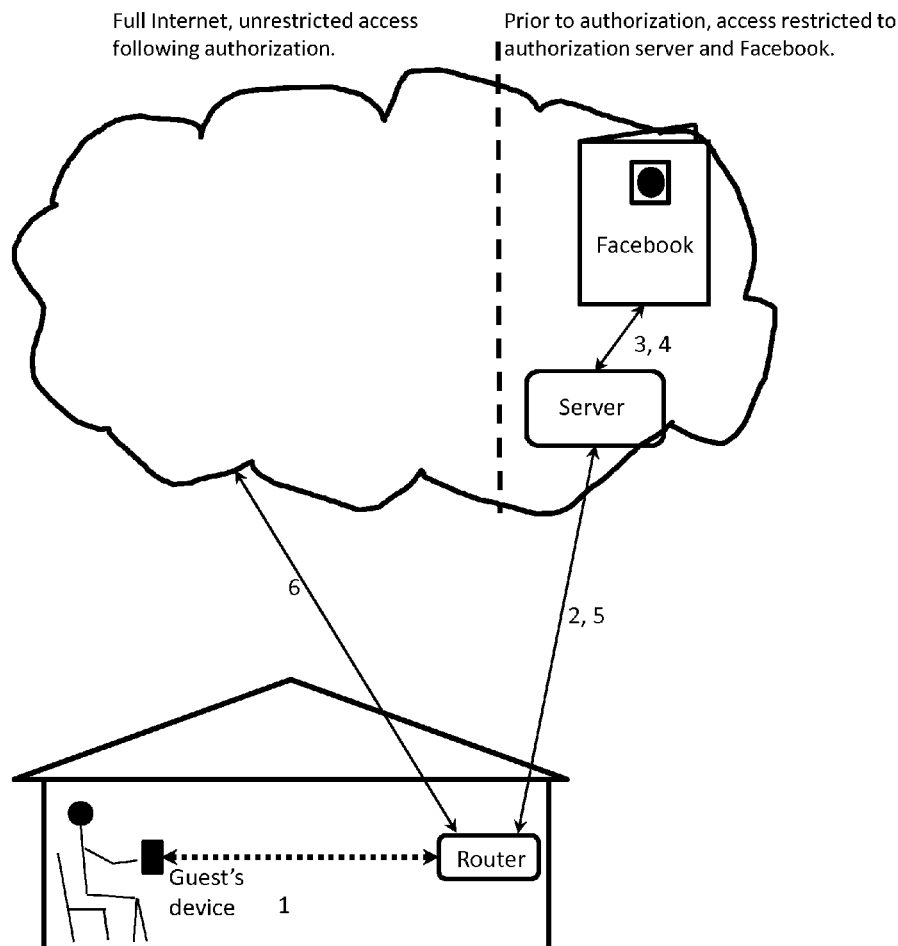 Full Internet, unrestricted access
following authorization.
Prior to authorization, access restricted to
authorization server and Facebook.
Facebook
3, 4
Server
6
2, 5
Router
Guest's
device
1